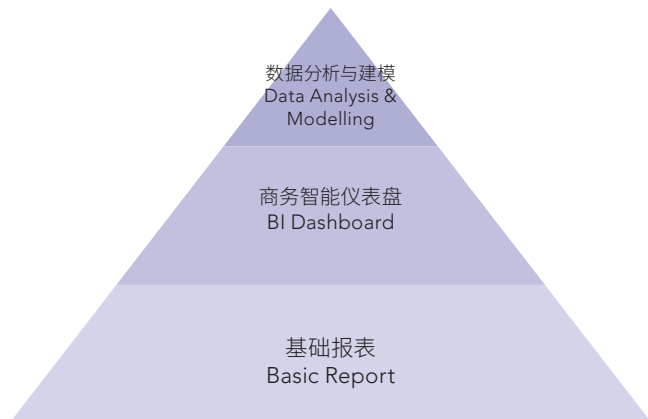 数据分析与建模
Data Analysis &
Modelling
商务智能仪表盘
BI Dashboard
基础报表
Basic Report